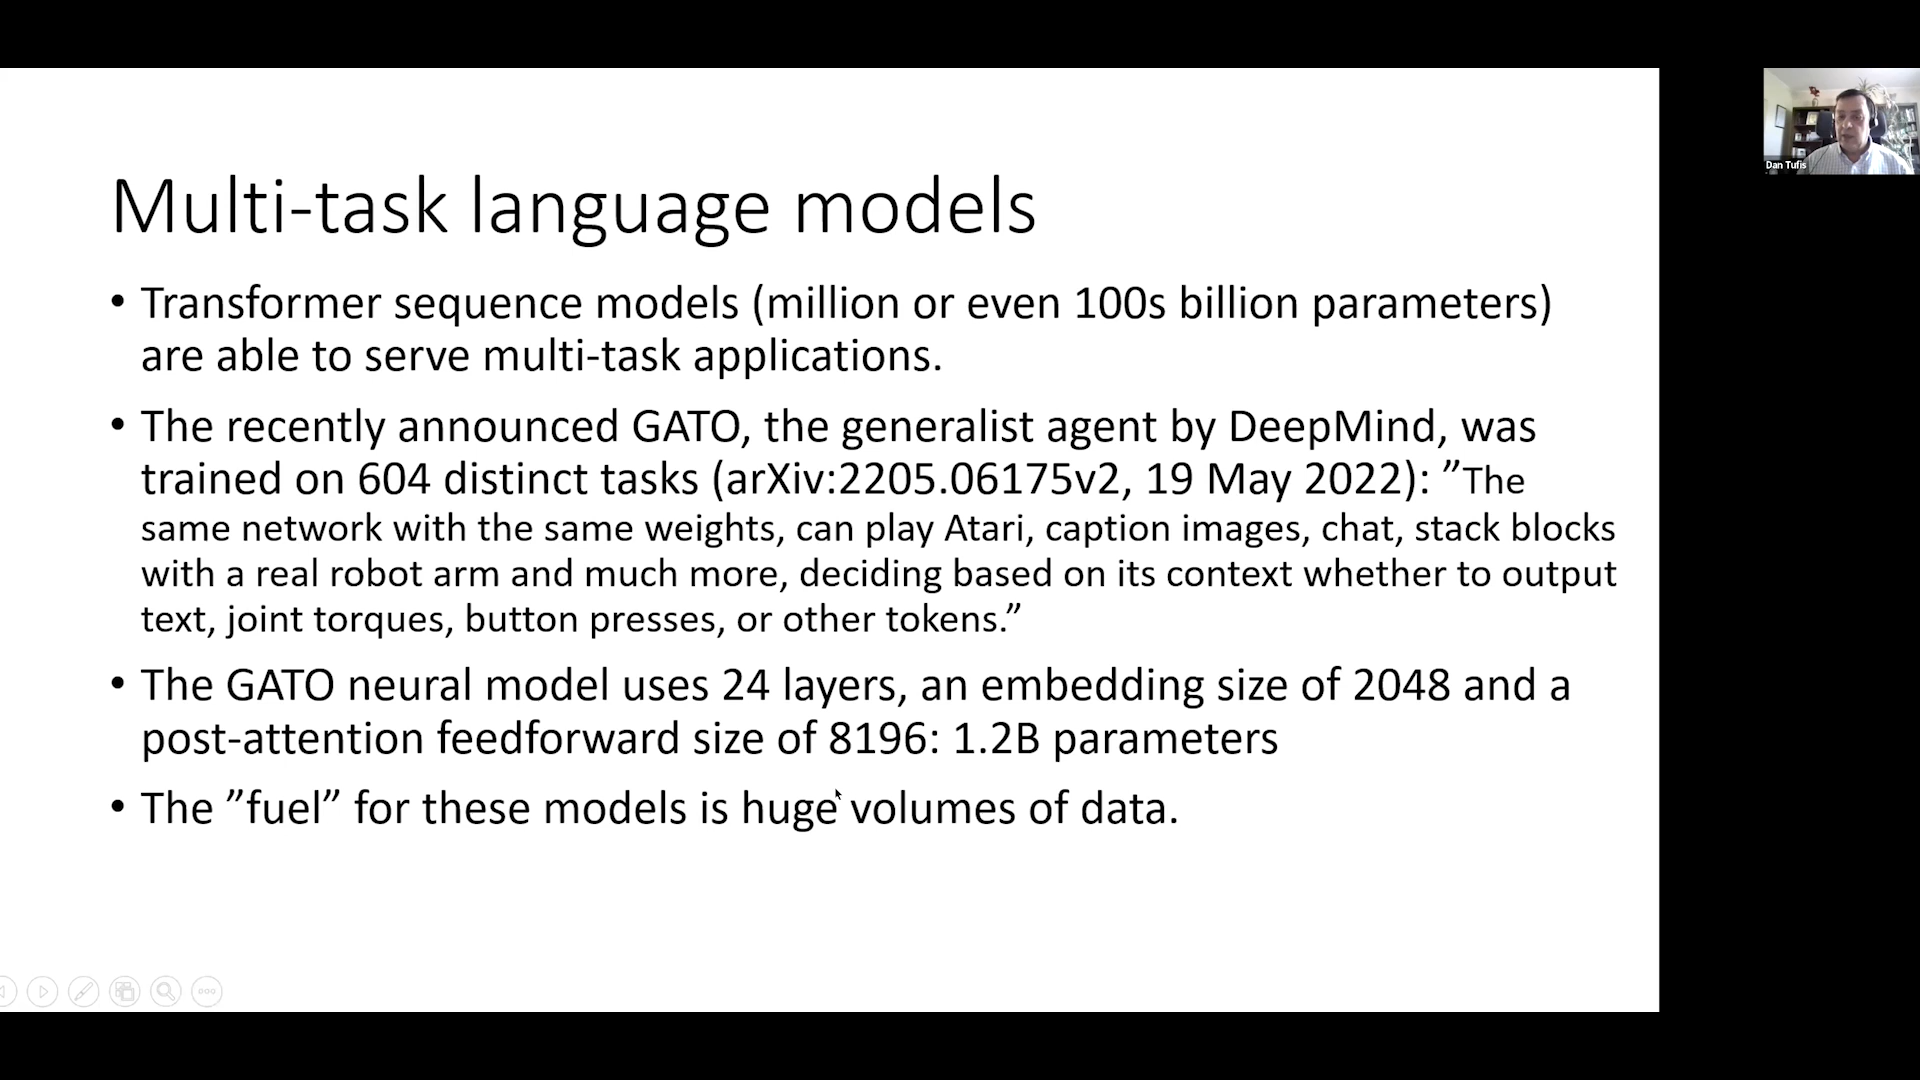 Multi-task language models
• Transformer sequence models (million or even 100s billion parameters)
are able to serve multi-task applications.
• The recently announced GATO, the generalist agent by DeepMind, was
trained on 604 distinct tasks (arXiv:2205.06175v2, 19 May 2022): ”The
same network with the same weights, can play Atari, caption images, chat, stack blocks
with a real robot arm and much more, deciding based on its context whether to output
text, joint torques, button presses, or other tokens.”
• The GATO neural model uses 24 layers, an embedding size of 2048 and a
post-attention feedforward size of 8196: 1.2B parameters
• The ”fuel” for these models is huge volumes of data.
Dan Tufis